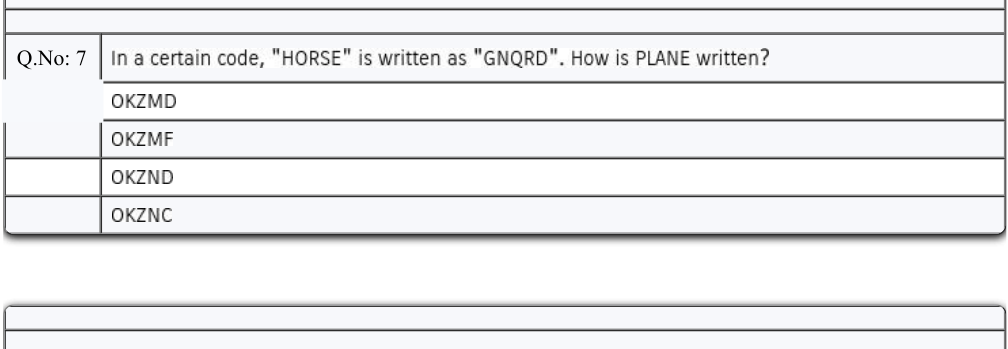 Q.No: 7 In a certain code, "HORSE" is written as "GNQRD". How is PLANE written?
OKZMD
OKZMF
OKZND
OKZNC